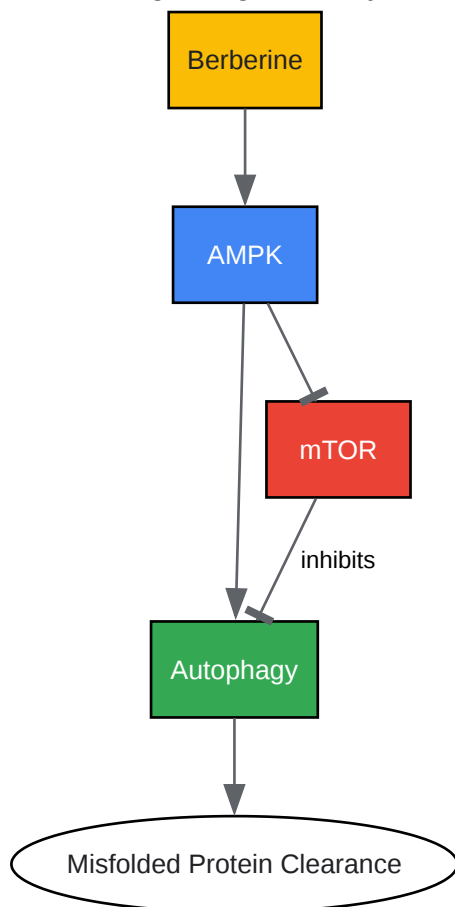 Berberine
AMPK
mTOR
inhibits
Autophagy
Misfolded Protein Clearance